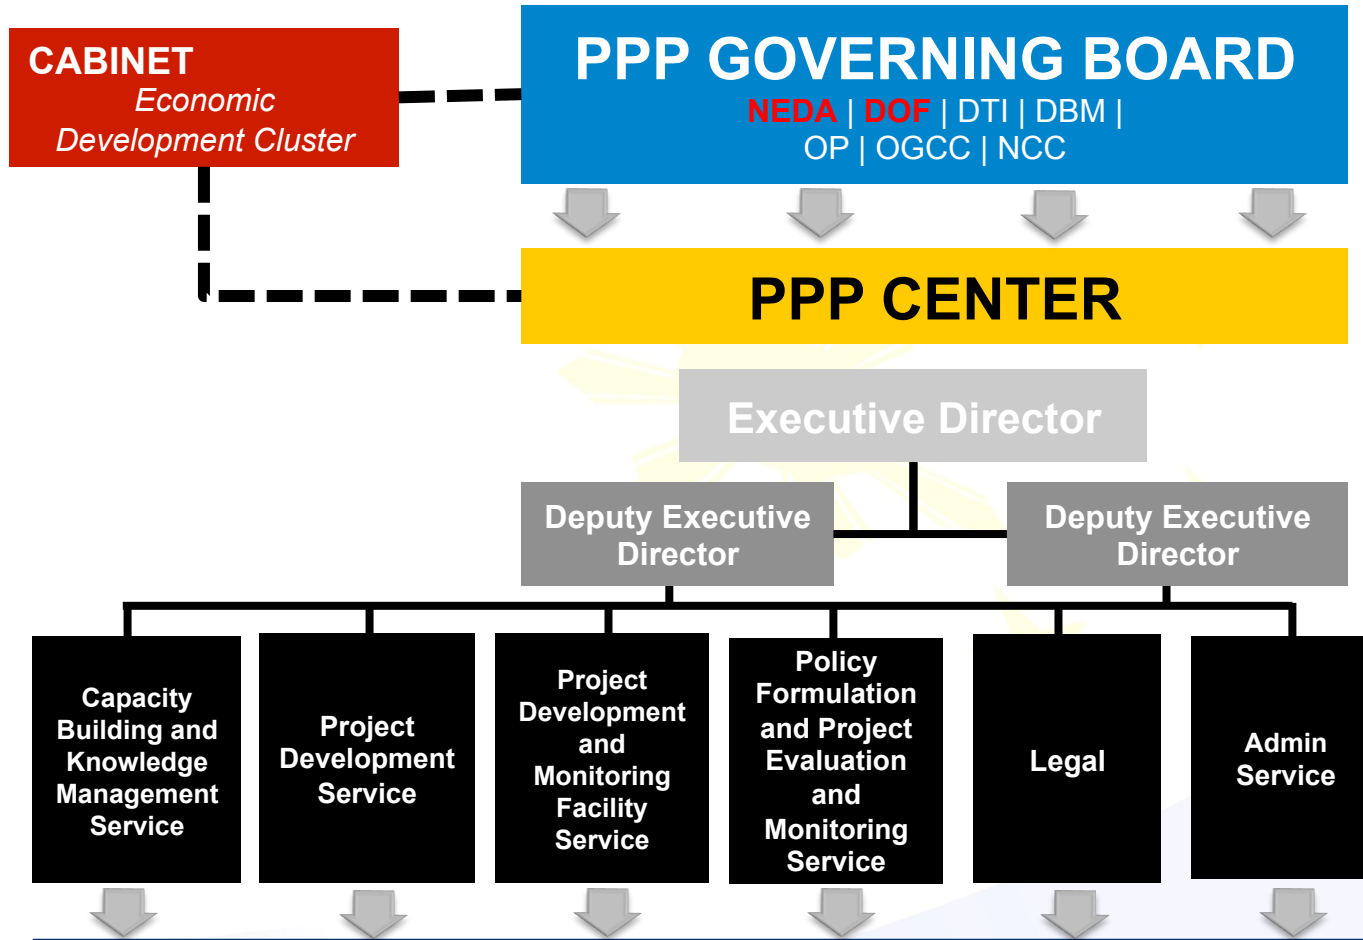 CABINET
Economic
Development Cluster
PPP GOVERNING BOARD
NEDA | DOF | DTI | DBM |
OP | OGCC | NCC
PPP CENTER
Executive Director
Deputy Executive
Director
Deputy Executive
Director
Capacity
Building and
Knowledge
Management
Service
Project
Development
Service
Project
Development
and
Monitoring
Facility
Service
Policy
Formulation
and Project
Evaluation
and
Monitoring
Service
Legal
Admin
Service